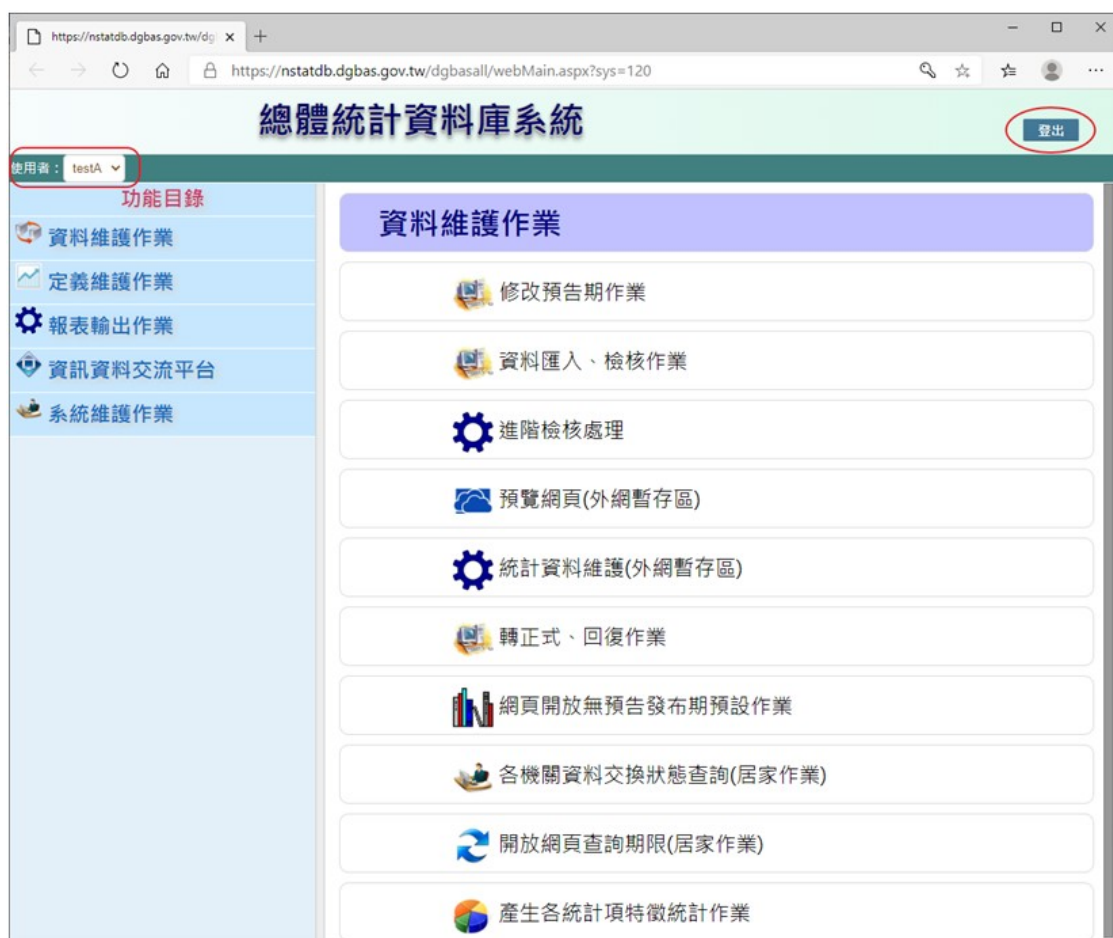 https://nstatdb.dgbas.gov.tw/dg
https://nstatdb.dgbas.gov.tw/dgbasall/webMain.aspx?sys=120
總體統計資料庫系統
登出
使用者： testA
功能目錄
資料維護作業
定義維護作業
報表輸出作業
資訊資料交流平台
系統維護作業
資料維護作業
修改預告期作業
資料匯入、檢核作業
進階檢核處理
預覽網頁(外網暫存區)
統計資料維護(外網暫存區)
轉正式、回復作業
網頁開放無預告發布期預設作業
各機關資料交換狀態查詢(居家作業)
開放網頁查詢期限(居家作業)
產生各統計項特徵統計作業